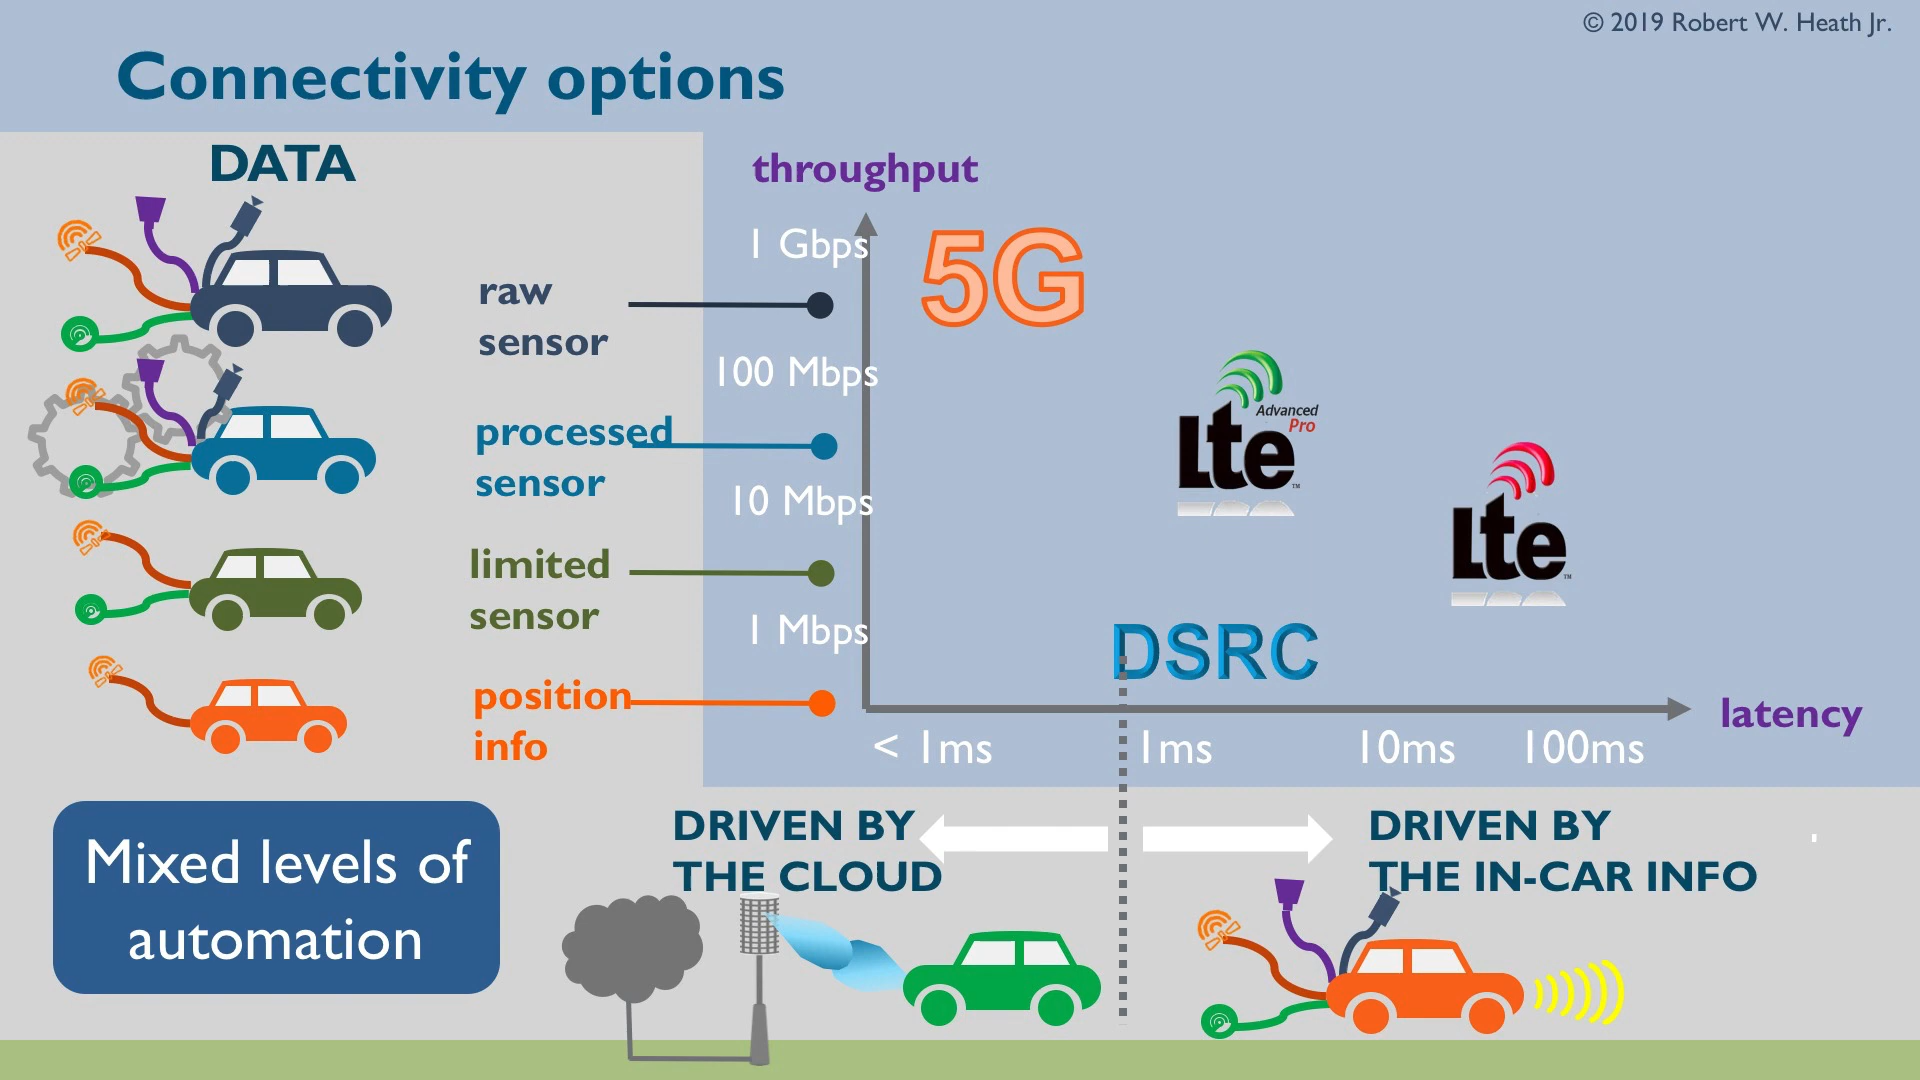 © 2019 Robert W. Heath Jr.
Connectivity options
DATA
throughput
1 Gbps
5G
raw
sensor
100 Mbps
Lte
Advanced
Pro
™
processed
sensor
10 Mbps
Lte
™
limited
sensor
1 Mbps
DSRC
position
info
latency
< 1ms
1ms
10ms
100ms
DRIVEN BY
THE CLOUD
DRIVEN BY
THE IN-CAR INFO
Mixed levels of
automation